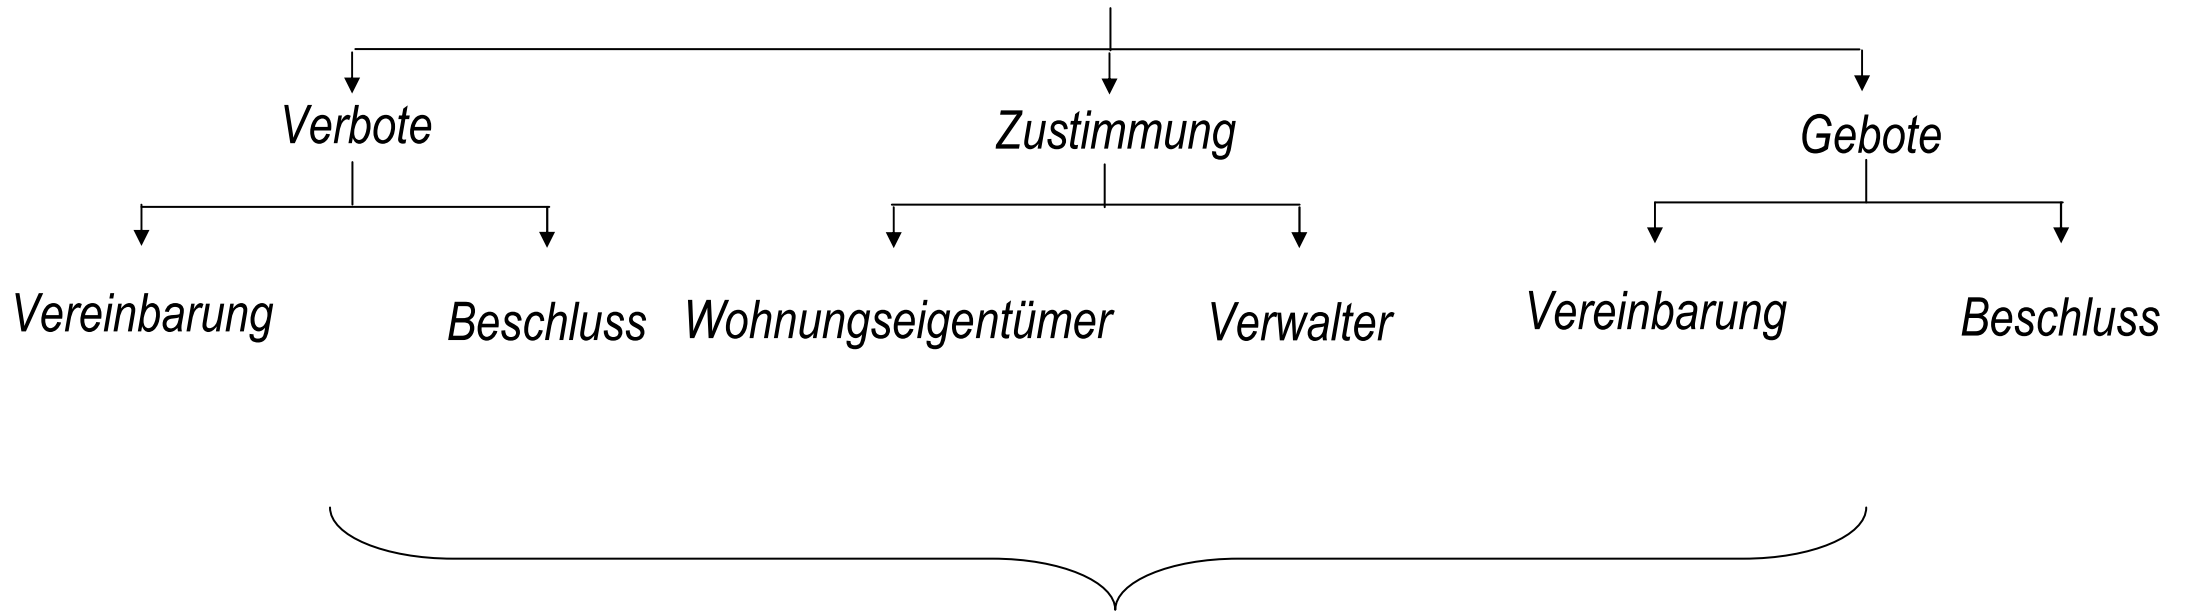 Verbote Zustimmung Gebote
Vereinbarung Beschluss Wohnungseigentümer Verwalter Vereinbarung Beschluss